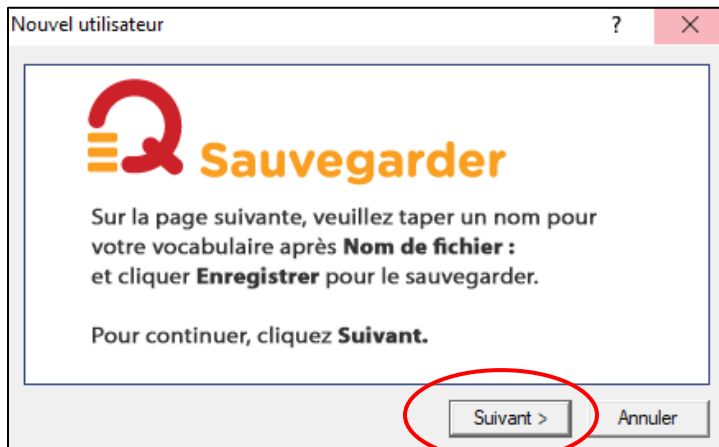 Nouvel utilisateur ?
Q Sauvegarder
Sur la page suivante, veuillez taper un nom pour
votre vocabulaire après Nom de fichier :
et cliquer Enregistrer pour le sauvegarder.
Pour continuer, cliquez Suivant.
Suivant > Annuler